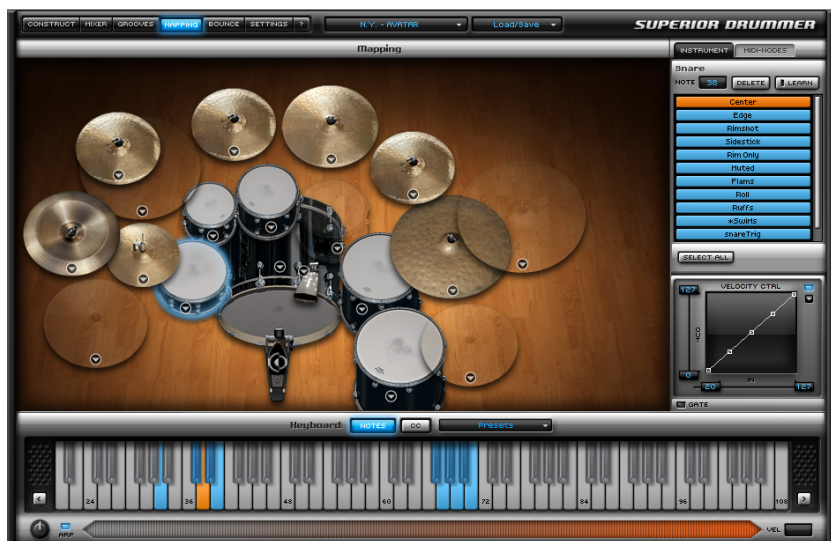 CONSTRUCT MIXER GROOVES MAPPING BOUNCE SETTINGS ? N.Y. - AVATAR Load/Save SUPERIOR DRUMMER
Mapping
INSTRUMENT MIDI-NODES
Snare
NOTE 38 DELETE LEARN
Center
Edge
Rimshot
Sidestick
Rim Only
Muted
Flams
Roll
Ruffs
*Swirls
snareTrig
SELECT ALL
VELOCITY CTRL
127
OUT
0
IN
20 127
GATE
Keyboard: NOTES CC Presets
24 36 48 60 72 84 96 108
< >
ARP VEL